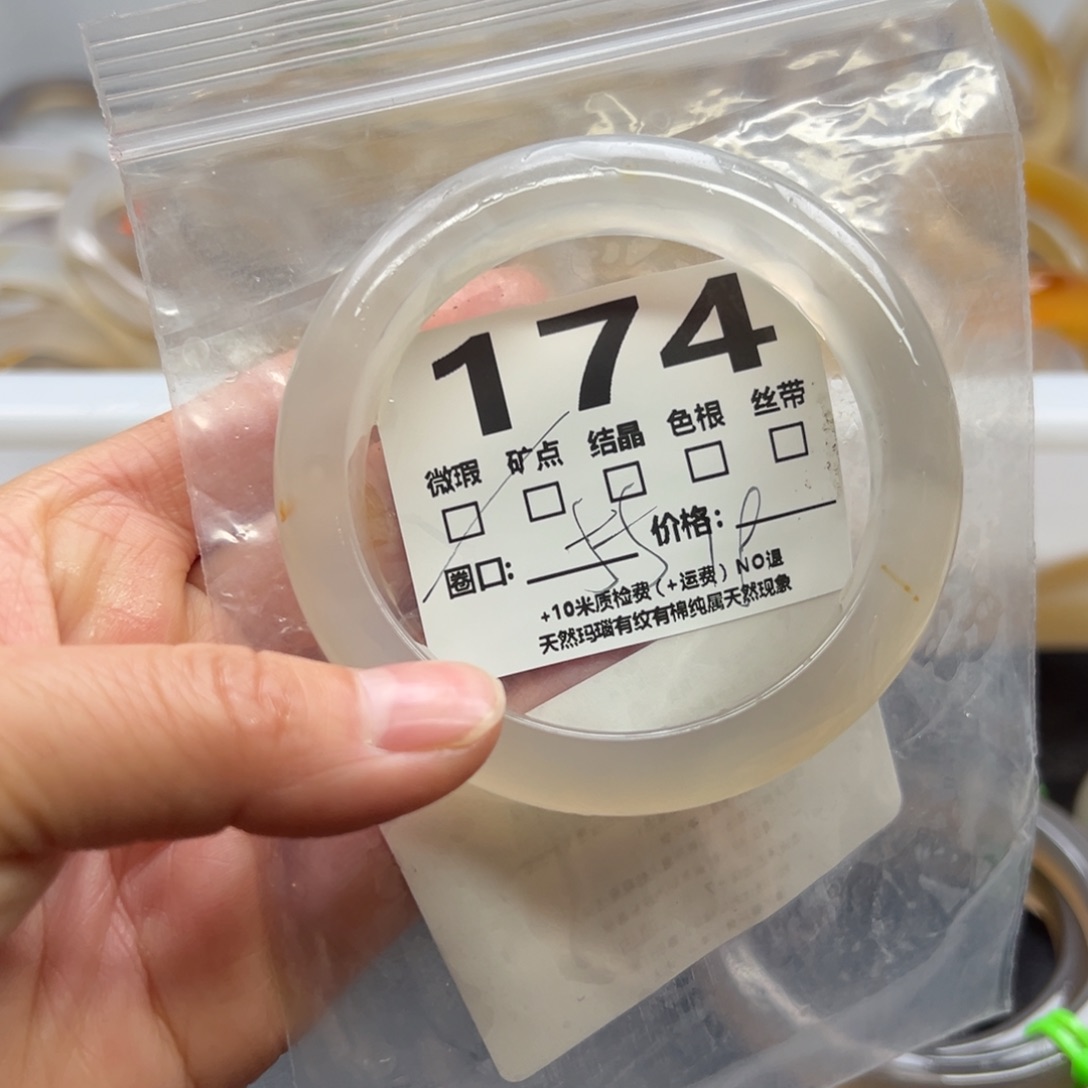 174
微瑕 矿点 结晶 色根 丝带
圈口: 价格:
+10米质检费(+运费)NO退
天然玛瑙有纹有棉纯属天然现象